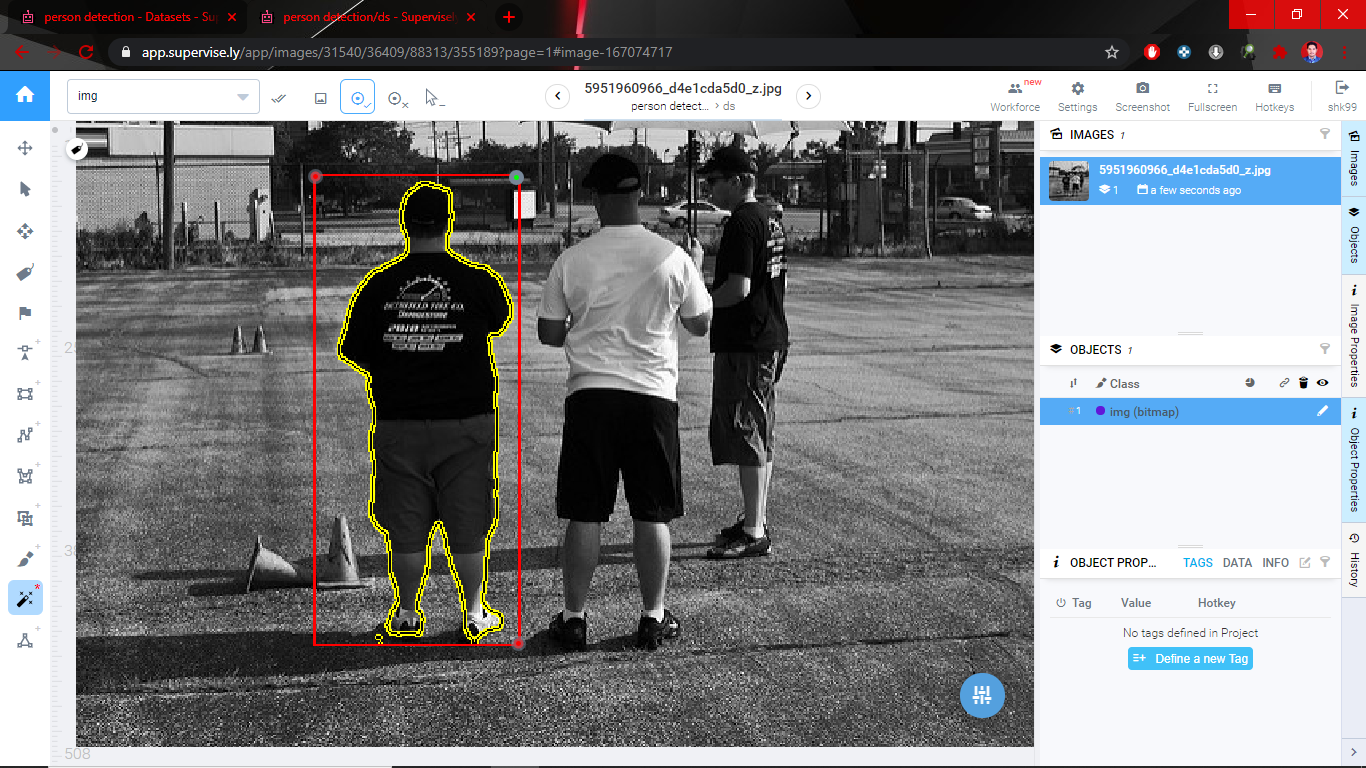 person detection - Datasets - Su
person detection/ds - Supervisel
app.supervise.ly/app/images/31540/36409/88313/355189?page=1#image-167074717
img
5951960966_d4e1cda5d0_z.jpg
person detect... > ds
Workforce
new
Settings
Screenshot
Fullscreen
Hotkeys
shk99
IMAGES 1
5951960966_d4e1cda5d0_z.jpg
1 a few seconds ago
OBJECTS 1
Class
#1 img (bitmap)
OBJECT PROP... TAGS DATA INFO
Tag Value Hotkey
No tags defined in Project
Define a new Tag
Images
Objects
Image Properties
Object Properties
History
508
2010